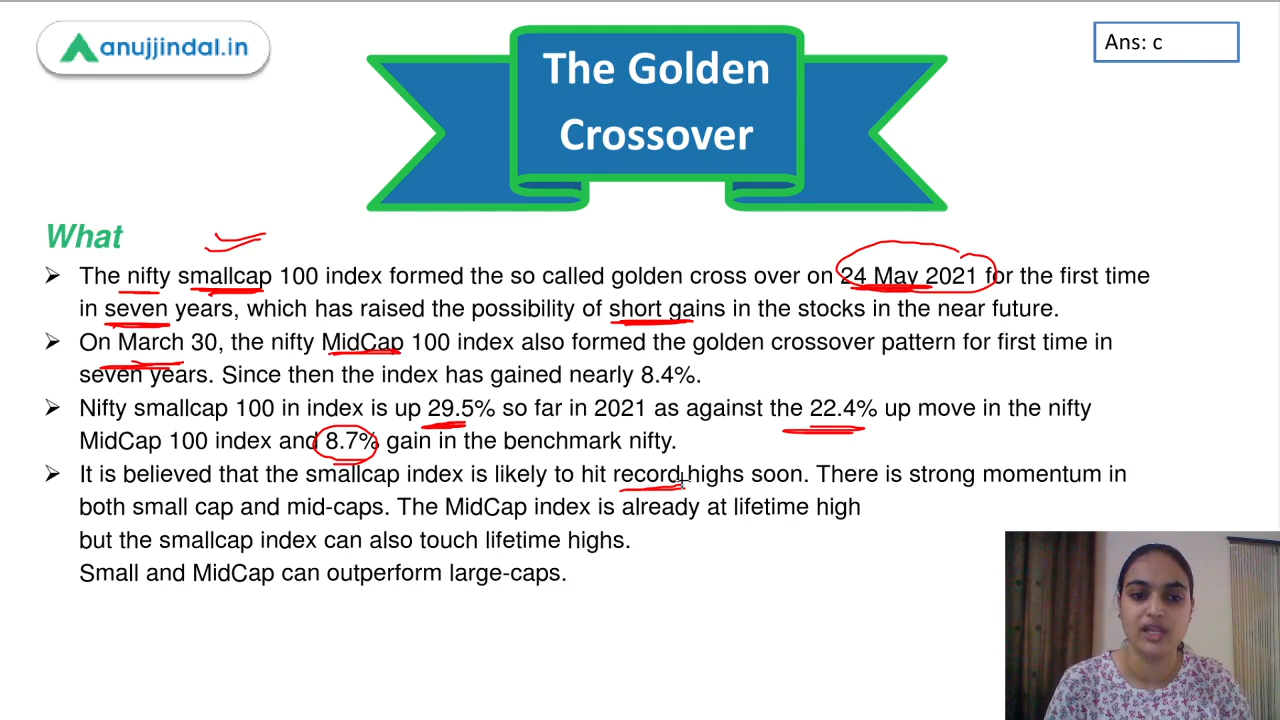 anujjindal.in
The Golden
Crossover
Ans: c
What
➢ The nifty smallcap 100 index formed the so called golden cross over on 24 May 2021 for the first time
in seven years, which has raised the possibility of short gains in the stocks in the near future.
➢ On March 30, the nifty MidCap 100 index also formed the golden crossover pattern for first time in
seven years. Since then the index has gained nearly 8.4%.
➢ Nifty smallcap 100 in index is up 29.5% so far in 2021 as against the 22.4% up move in the nifty
MidCap 100 index and 8.7% gain in the benchmark nifty.
➢ It is believed that the smallcap index is likely to hit record highs soon. There is strong momentum in
both small cap and mid-caps. The MidCap index is already at lifetime high
but the smallcap index can also touch lifetime highs.
Small and MidCap can outperform large-caps.